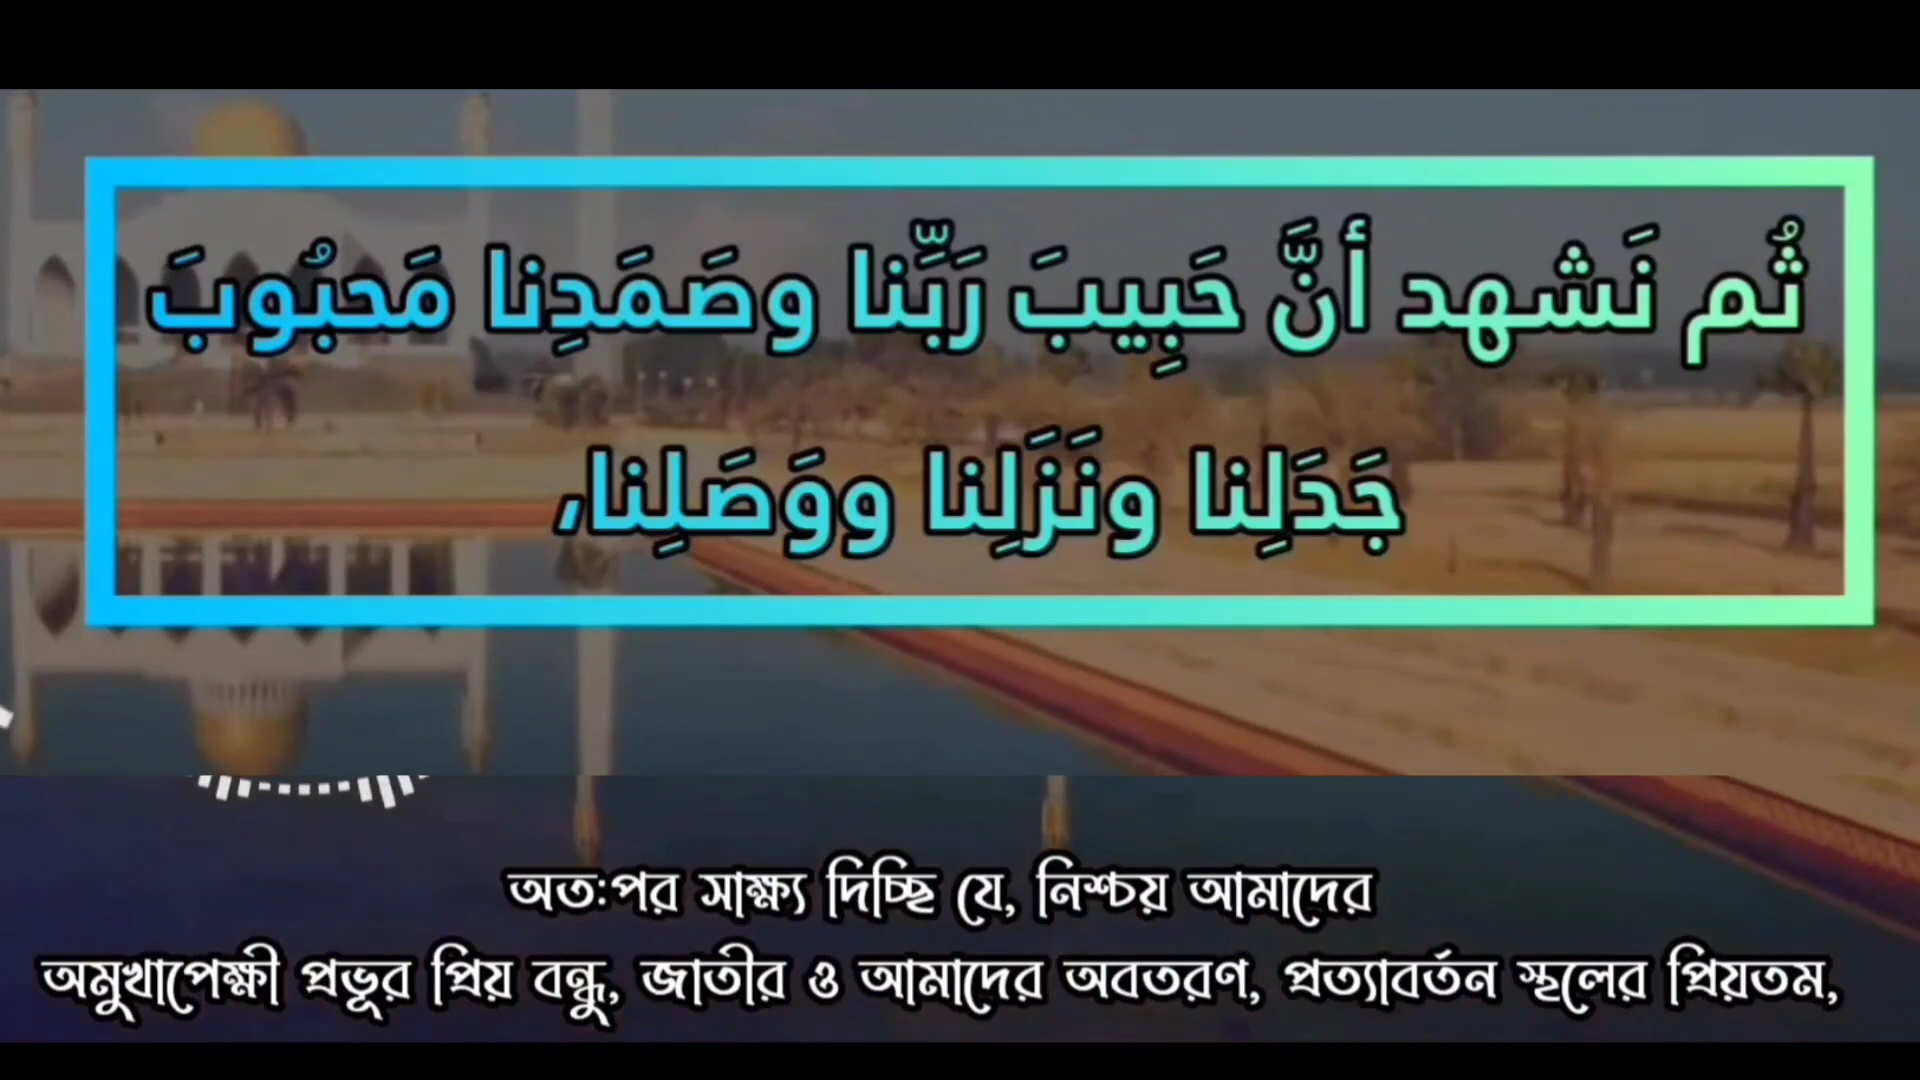 ثُم نَشهد أنَّ حَبِيبَ رَبِّنا وصَمَدِنا مَحبُوبَ
جَدَلِنا ونَزَلِنا ووَصَلِنا،
অতঃপর সাক্ষ্য দিচ্ছি যে, নিশ্চয় আমাদের
অমুখাপেক্ষী প্রভূর প্রিয় বন্ধু, জাতীর ও আমাদের অবতরণ, প্রত্যাবর্তন স্থলের প্রিয়তম,